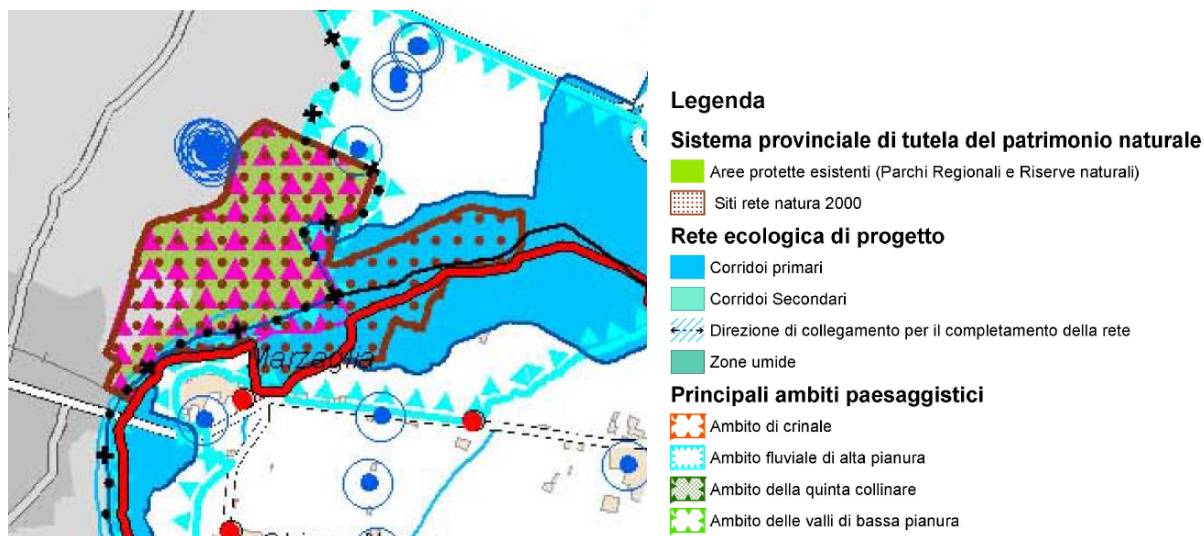 Marzaglia
Legenda
Sistema provinciale di tutela del patrimonio naturale
Aree protette esistenti (Parchi Regionali e Riserve naturali)
Siti rete natura 2000
Rete ecologica di progetto
Corridoi primari
Corridoi Secondari
Direzione di collegamento per il completamento della rete
Zone umide
Principali ambiti paesaggistici
Ambito di crinale
Ambito fluviale di alta pianura
Ambito della quinta collinare
Ambito delle valli di bassa pianura